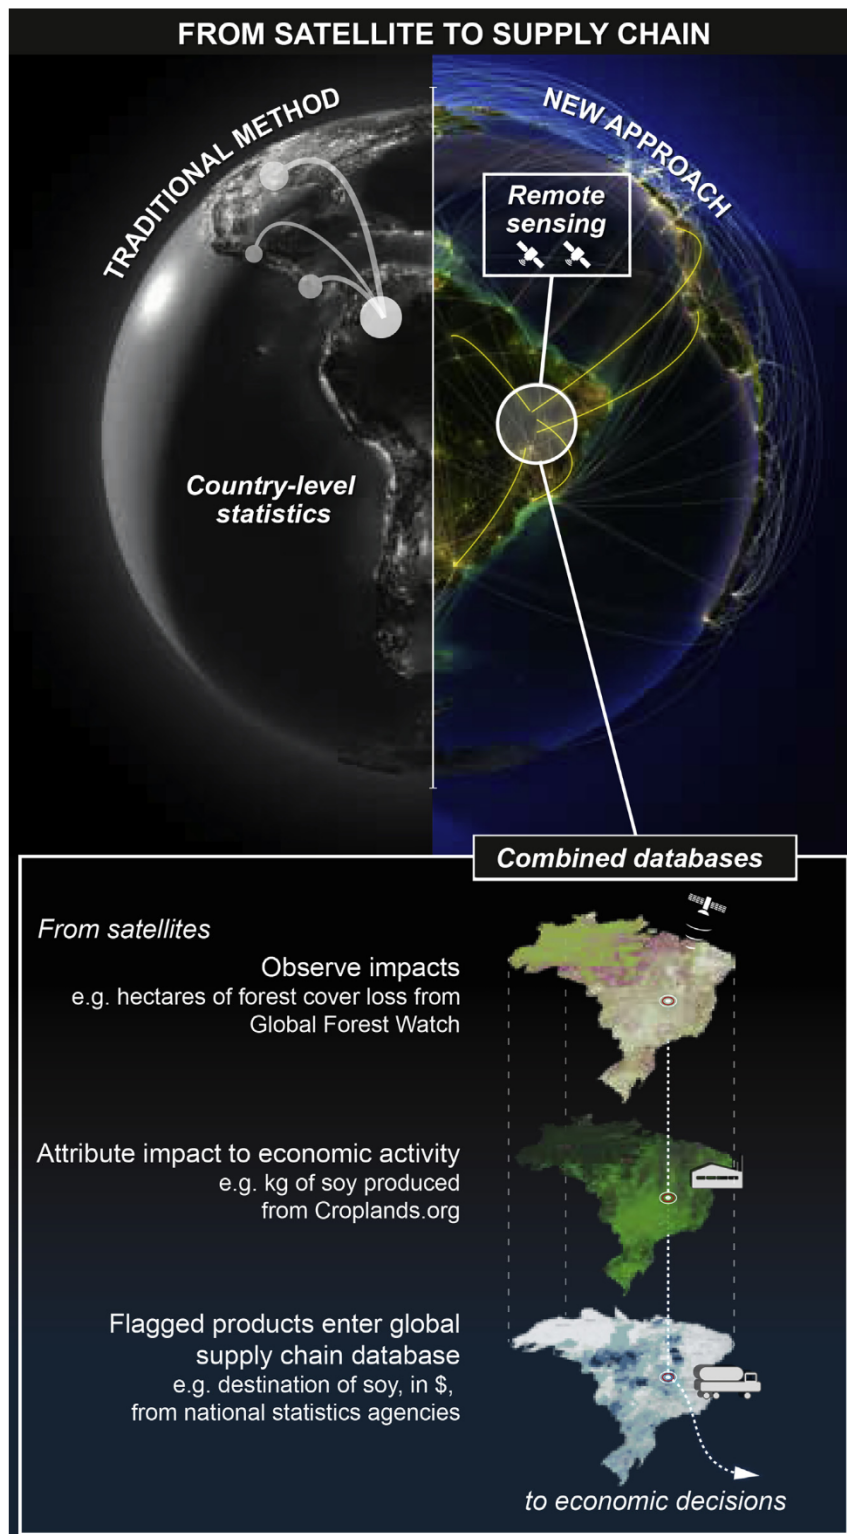 FROM SATELLITE TO SUPPLY CHAIN
TRADITIONAL METHOD
NEW APPROACH
Remote
sensing
Country-level
statistics
Combined databases
From satellites
Observe impacts
e.g. hectares of forest cover loss from
Global Forest Watch
Attribute impact to economic activity
e.g. kg of soy produced
from Croplands.org
Flagged products enter global
supply chain database
e.g. destination of soy, in $,
from national statistics agencies
to economic decisions